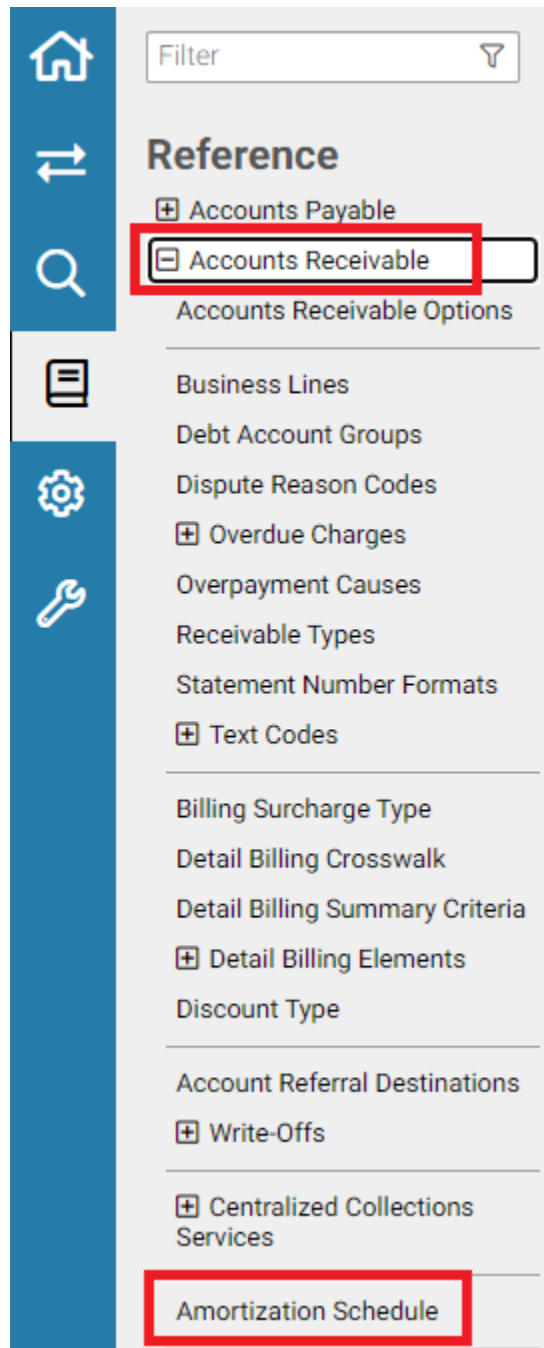 Filter
Reference
Accounts Payable
Accounts Receivable
Accounts Receivable Options
Business Lines
Debt Account Groups
Dispute Reason Codes
Overdue Charges
Overpayment Causes
Receivable Types
Statement Number Formats
Text Codes
Billing Surcharge Type
Detail Billing Crosswalk
Detail Billing Summary Criteria
Detail Billing Elements
Discount Type
Account Referral Destinations
Write-Offs
Centralized Collections
Services
Amortization Schedule